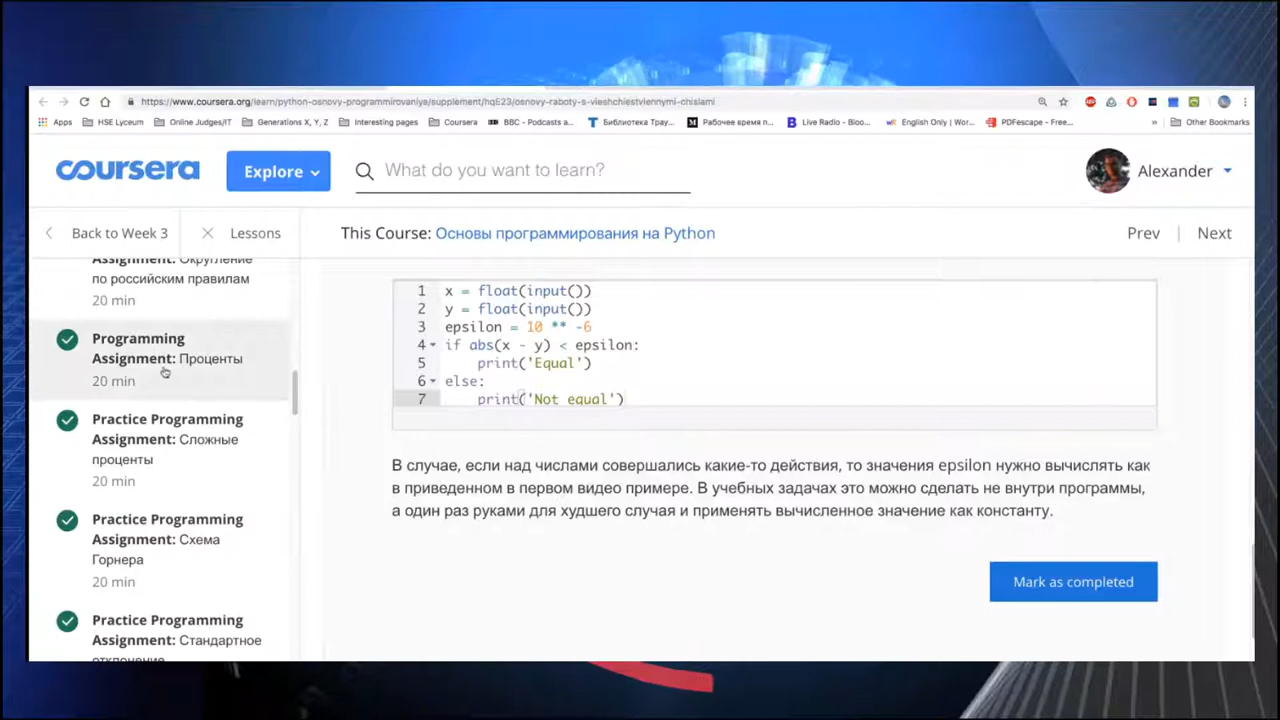 https://www.coursera.org/learn/python-osnovy-programmirovaniya/supplement/hqE23/osnovy-raboty-s-vieshchiestviennymi-chislami
Apps HSE Lyceum Online Judges/IT Generations X, Y, Z Interesting pages Coursera BBC - Podcasts a... Библиотека Трау... Рабочее время п... Live Radio - Bloo... English Only | Wor... PDFescape - Free... » Other Bookmarks
coursera Explore What do you want to learn? Alexander
Back to Week 3 Lessons This Course: Основы программирования на Python Prev | Next
Assignment: Округление
по российским правилам
20 min
Programming
Assignment: Проценты
20 min
Practice Programming
Assignment: Сложные
проценты
20 min
Practice Programming
Assignment: Схема
Горнера
20 min
Practice Programming
Assignment: Стандартное
отклонение
1 x = float(input())
2 y = float(input())
3 epsilon = 10 ** -6
4 if abs(x - y) < epsilon:
5 print('Equal')
6 else:
7 print('Not equal')
В случае, если над числами совершались какие-то действия, то значения epsilon нужно вычислять как
в приведенном в первом видео примере. В учебных задачах это можно сделать не внутри программы,
а один раз руками для худшего случая и применять вычисленное значение как константу.
Mark as completed